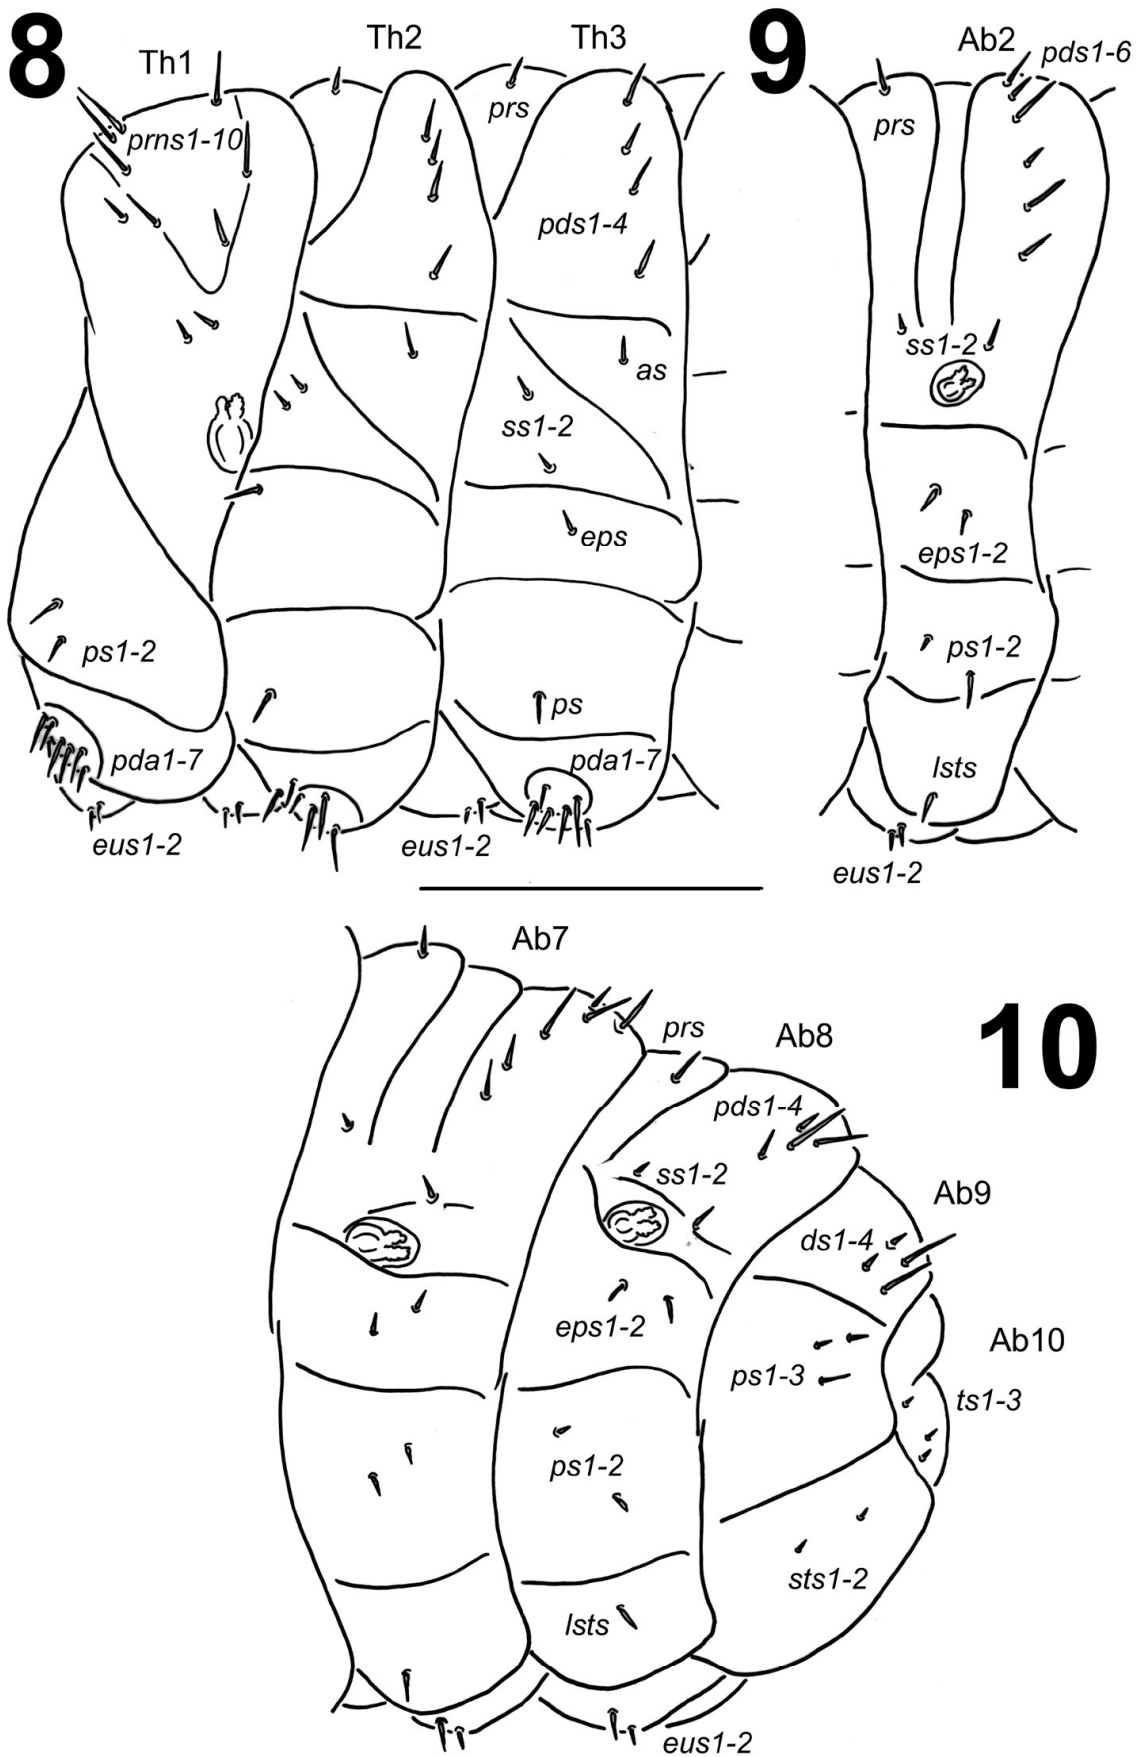 8
Th1
Th2
Th3
prns1-10
prs
pds1-4
as
ss1-2
eps
ps1-2
ps
pda1-7
pda1-7
eus1-2
eus1-2
9
Ab2
pds1-6
prs
ss1-2
eps1-2
ps1-2
lsts
eus1-2
10
Ab7
prs
Ab8
pds1-4
ss1-2
Ab9
ds1-4
eps1-2
Ab10
ps1-3
ts1-3
ps1-2
sts1-2
lsts
eus1-2